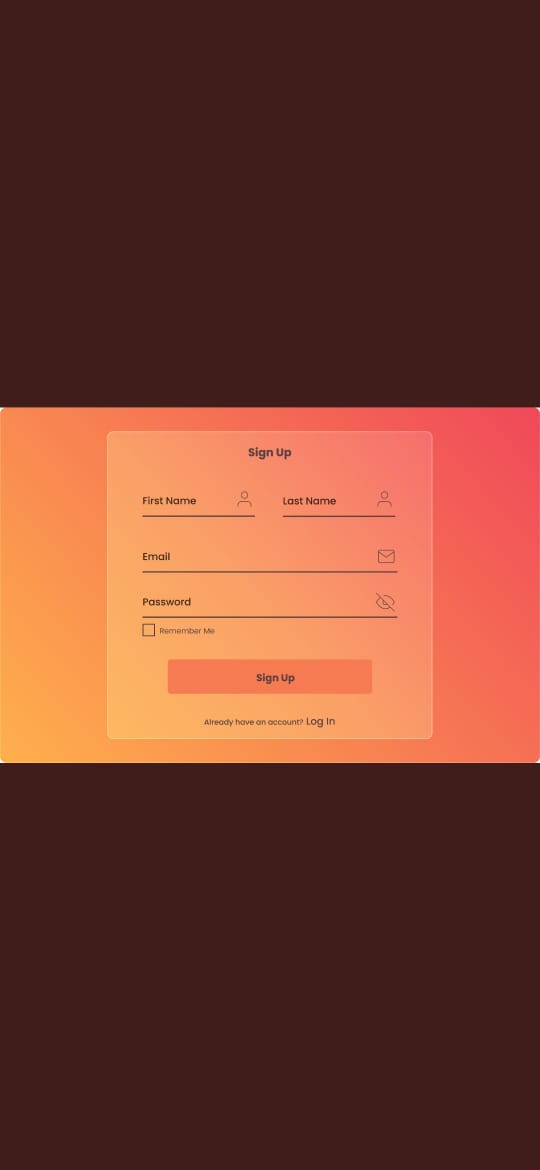 Sign Up
First Name
Last Name
Email
Password
Remember Me
Sign Up
Already have an account? Log In